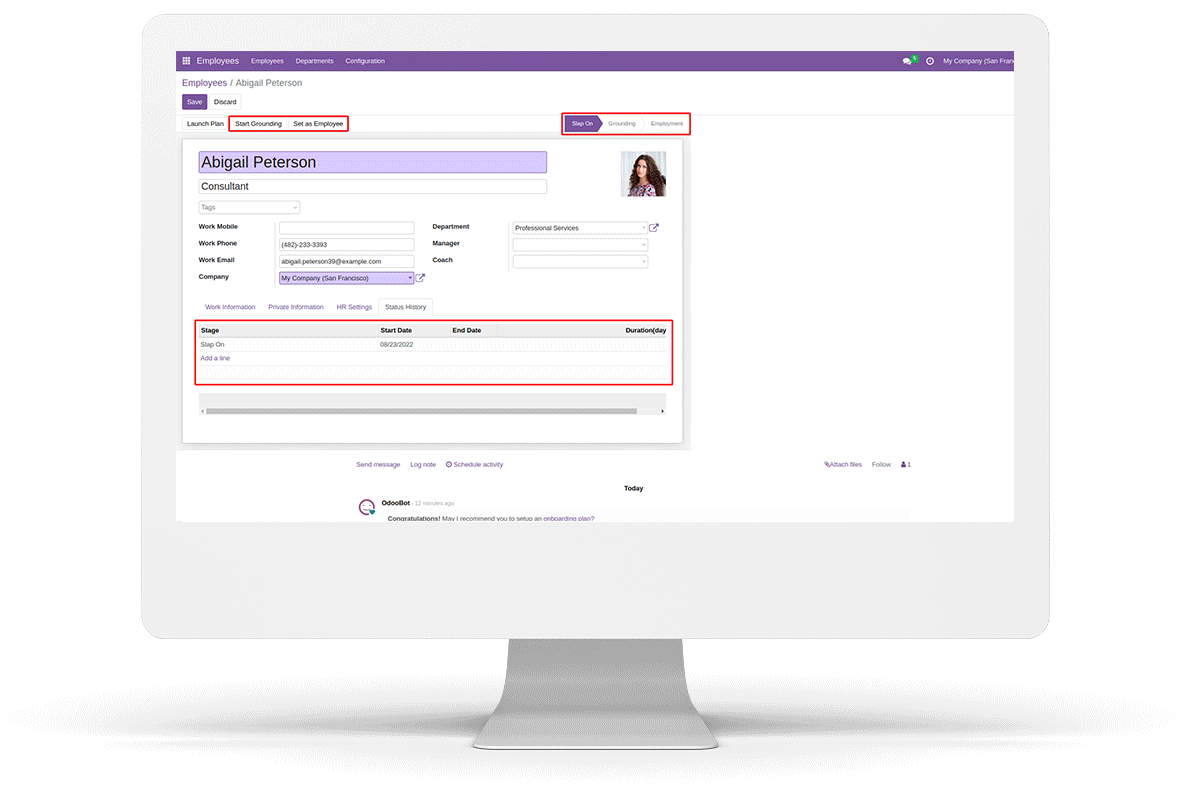 Employees Employees Departments Configuration 5 My Company (San Fran
Employees / Abigail Peterson
Save Discard
Launch Plan Start Grounding Set as Employee Slap On Grounding Employment
Abigail Peterson
Consultant
Tags
Work Mobile Department Professional Services
Work Phone (482)-233-3393 Manager
Work Email abigail.peterson39@example.com Coach
Company My Company (San Francisco)
Work Information Private Information HR Settings Status History
Stage Start Date End Date Duration(day
Slap On 08/23/2022
Add a line
Send message Log note Schedule activity Attach files Follow 1
Today
OdooBot - 12 minutes ago
Congratulations! May I recommend you to setup an onboarding plan?